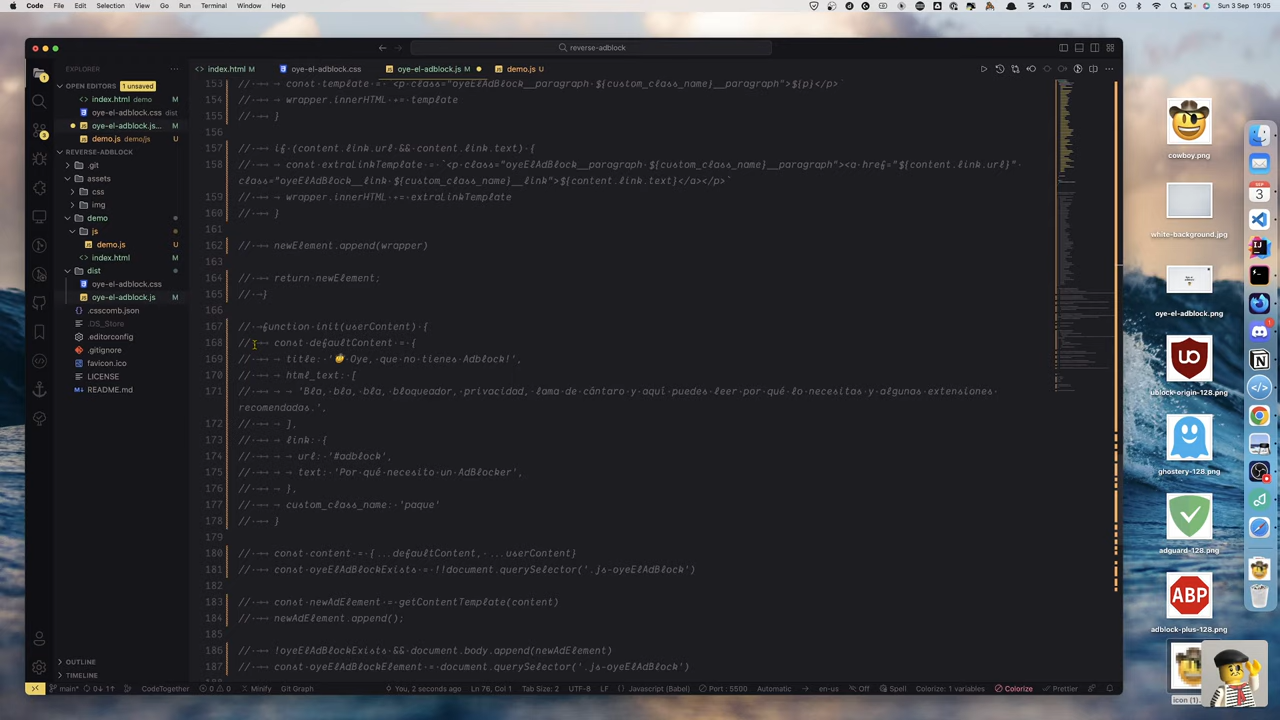 Code File Edit Selection View Go Run Terminal Window Help
Sun 3 Sep 19:05
reverse-adblock
EXPLORER
index.html M
oye-el-adblock.css
oye-el-adblock.js M
demo.js U
OPEN EDITORS 1 unsaved
index.html demo M
oye-el-adblock.css dist
oye-el-adblock.js... M
demo.js demo/js U
REVERSE-ADBLOCK
.git
assets
css
img
demo
js
demo.js U
index.html
dist
oye-el-adblock.css
oye-el-adblock.js M
.csscomb.json
.DS_Store
.editorconfig
.gitignore
favicon.ico
LICENSE
README.md
OUTLINE
TIMELINE
153 // const template = `<p class="oyeElAdBlock__paragraph ${custom_class_name}__paragraph">${p}</p>`
154 // wrapper.innerHTML += template
155 // }
156
157 // if (content.link.url && content.link.text) {
158 // const extraLinkTemplate = `<p class="oyeElAdBlock__paragraph ${custom_class_name}__paragraph"><a href="${content.link.url}"
class="oyeElAdBlock__link ${custom_class_name}__link">${content.link.text}</a></p>`
159 // wrapper.innerHTML += extraLinkTemplate
160 // }
161
162 // newElement.append(wrapper)
163
164 // return newElement;
165 // }
166
167 // function init(userContent) {
168 // const defaultContent = {
169 // title: '🤠 Oye, que no tienes Adblock!',
170 // html_text: [
171 // 'Bla, bla, bla, bloqueador, privacidad, lama de cántaro y aquí puedes leer por qué lo necesitas y algunas extensiones
recomendadas.',
172 // ],
173 // link: {
174 // url: '#adblock',
175 // text: 'Por qué necesito un AdBlocker',
176 // },
177 // custom_class_name: 'paque'
178 // }
179
180 // const content = { ...defaultContent, ...userContent}
181 // const oyeElAdBlockExists = !!document.querySelector('.js-oyeElAdBlock')
182
183 // const newAdElement = getContentTemplate(content)
184 // newAdElement.append();
185
186 // !oyeElAdBlockExists && document.body.append(newAdElement)
187 // const oyeElAdBlockElement = document.querySelector('.js-oyeElAdBlock')
main* 0↓ 1↑ CodeTogether 0 0 Minify Git Graph
You, 2 seconds ago Ln 76, Col 1 Tab Size: 2 UTF-8 LF {} Javascript (Babel) Port : 5500 Automatic en-us Off Spell Colorize: 1 variables Colorize Prettier
cowboy.png
white-background.jpg
oye-el-adblock.png
ublock-origin-128.png
ghostery-128.png
adguard-128.png
ABP
adblock-plus-128.png
icon (1)
SEP
3